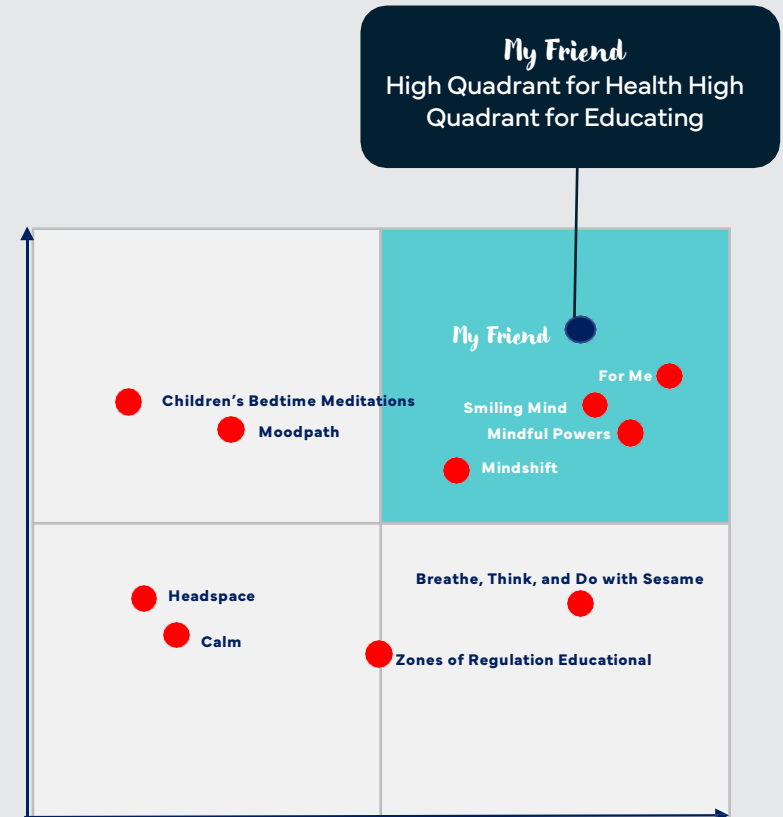 My Friend
High Quadrant for Health High
Quadrant for Educating
My Friend
For Me
Children’s Bedtime Meditations
Smiling Mind
Moodpath
Mindful Powers
Mindshift
Breathe, Think, and Do with Sesame
Headspace
Calm
Zones of Regulation Educational